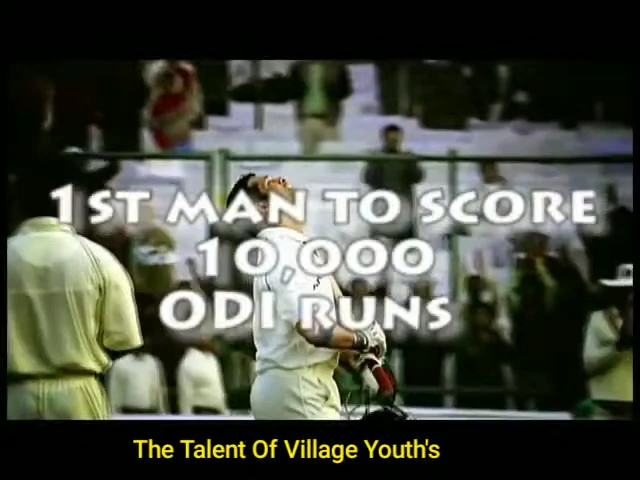 1ST MAN TO SCORE
10,000
ODI RUNS
The Talent Of Village Youth's